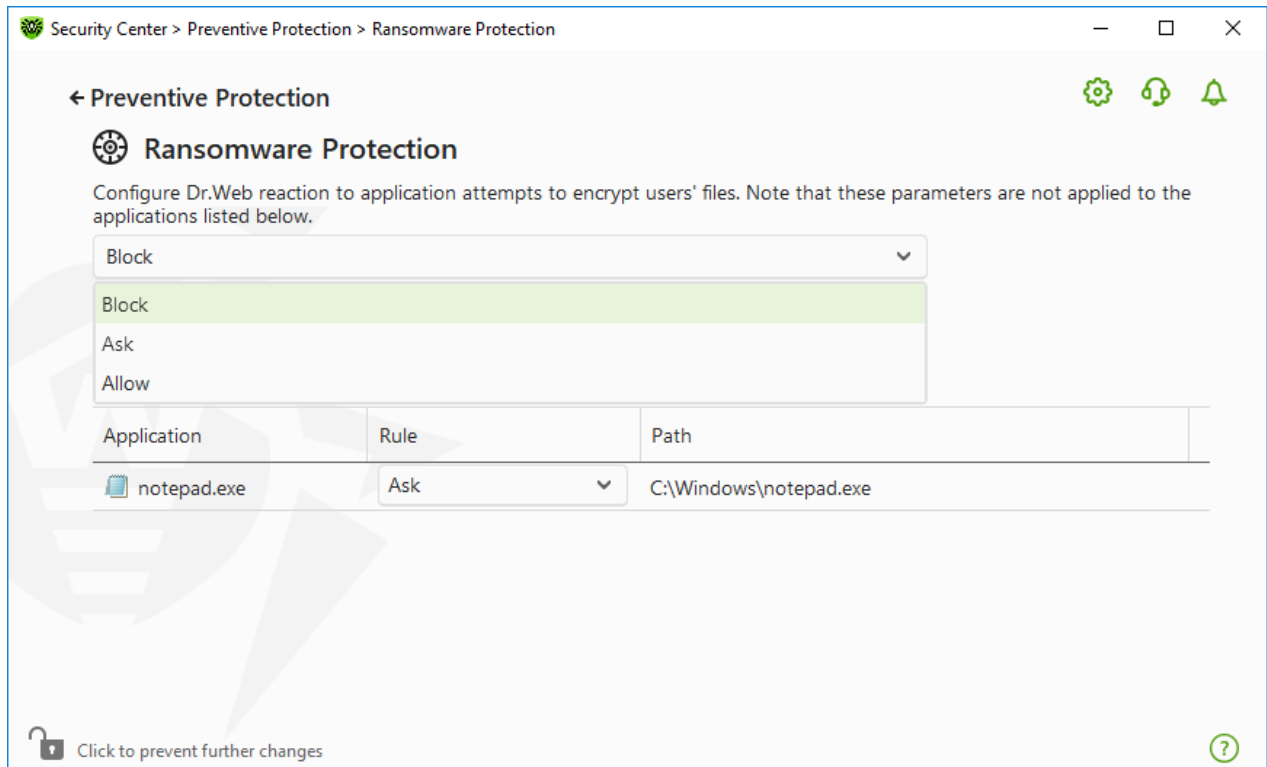 Security Center > Preventive Protection > Ransomware Protection
Preventive Protection
Ransomware Protection
Configure Dr.Web reaction to application attempts to encrypt users' files. Note that these parameters are not applied to the
applications listed below.
Block
Block
Ask
Allow
Application Rule Path
notepad.exe Ask C:\Windows\notepad.exe
Click to prevent further changes
?